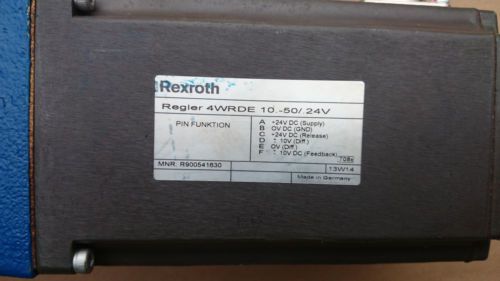 Rexroth
Regler 4WRDE 10.-50/ 24V
PIN FUNKTION
A +24V DC (Supply)
B 0V DC (GND)
C +24V DC (Release)
D ± 10V (Diff.)
E 0V (Diff.)
F ± 10V DC (Feedback)
MNR: R900541630
13W14
Made in Germany